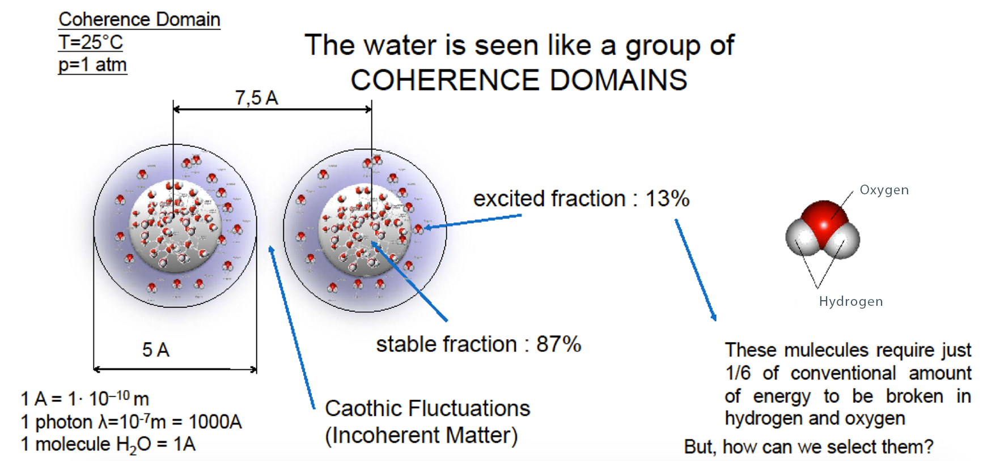 Coherence Domain
T=25°C
p=1 atm
The water is seen like a group of
COHERENCE DOMAINS
7,5 A
excited fraction : 13%
Oxygen
Hydrogen
stable fraction : 87%
5 A
1 A = 1· 10⁻¹⁰ m
1 photon λ=10⁻⁷m = 1000A
1 molecule H₂O = 1A
Caothic Fluctuations
(Incoherent Matter)
These mulecules require just
1/6 of conventional amount
of energy to be broken in
hydrogen and oxygen
But, how can we select them?